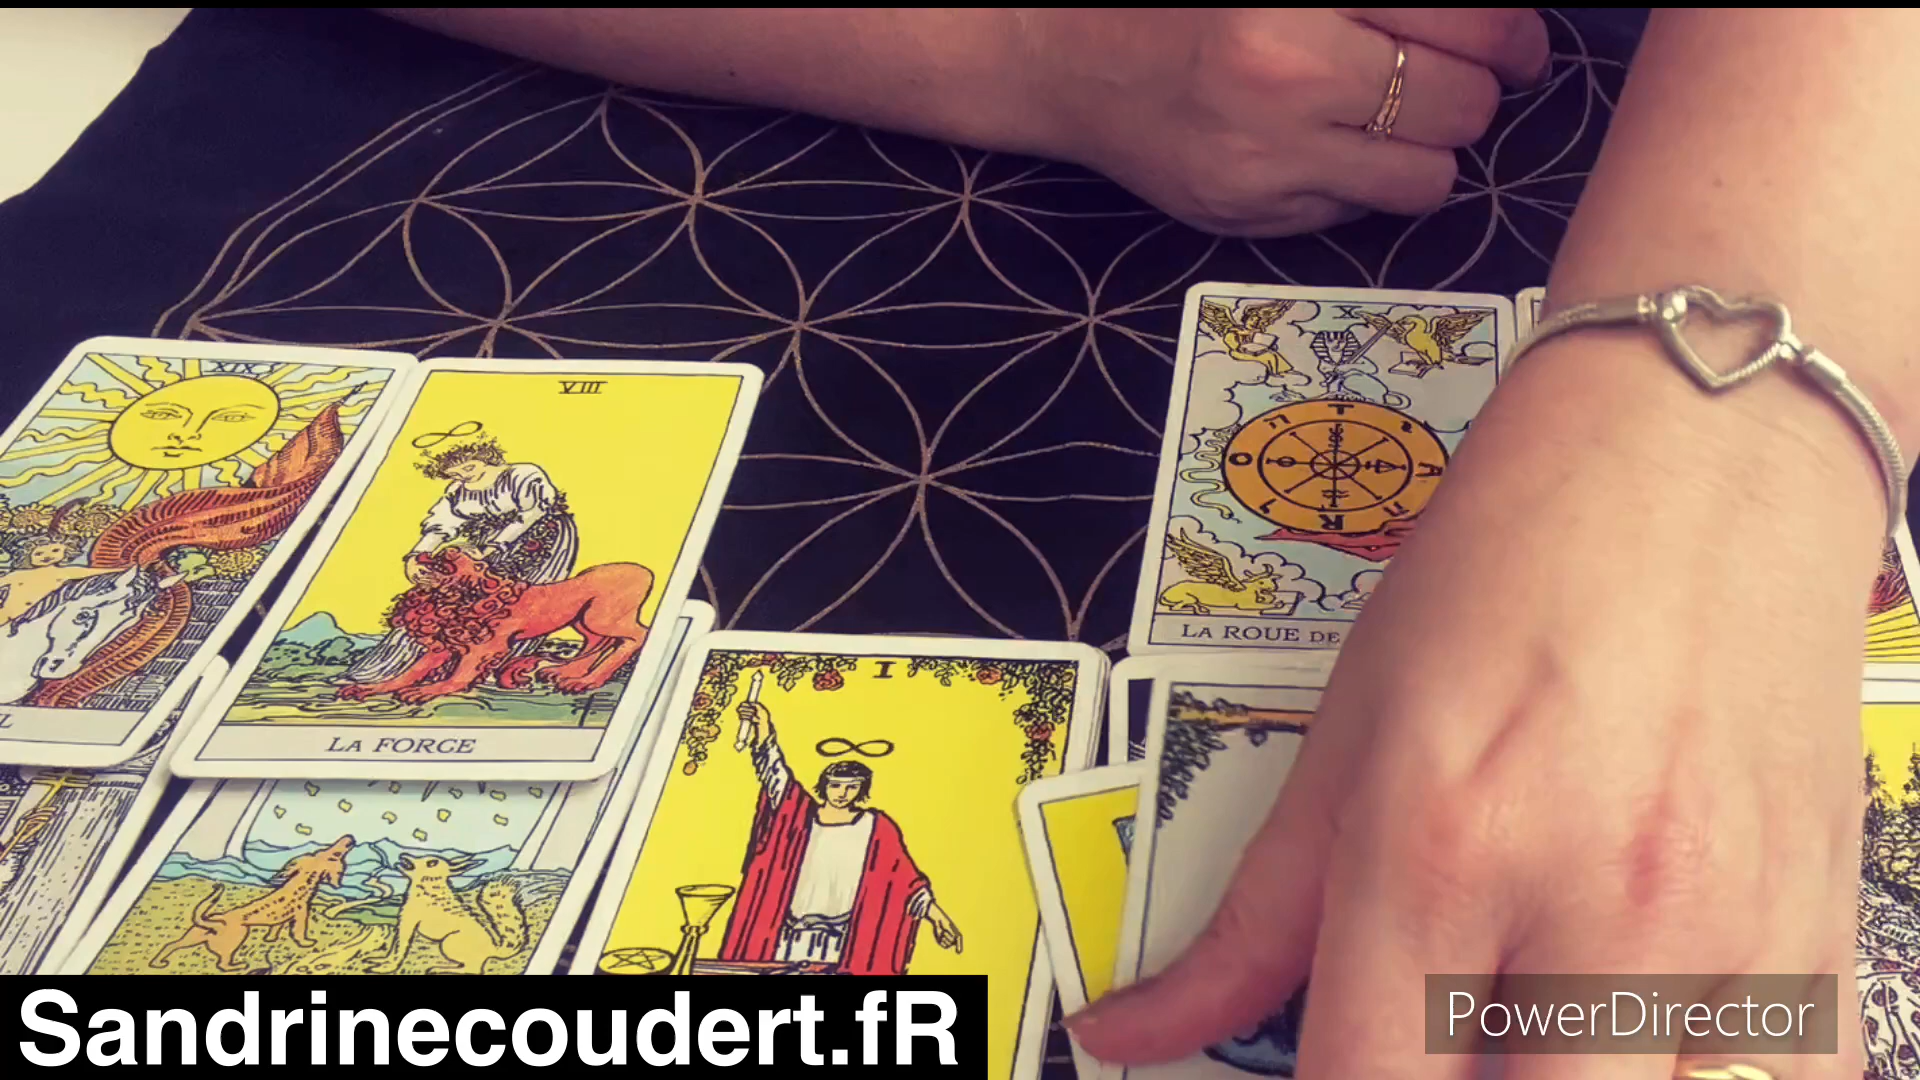 XIX
VIII
X
T
A
R
O
LA ROUE DE
L
LA FORCE
I
Sandrinecoudert.fR
PowerDirector